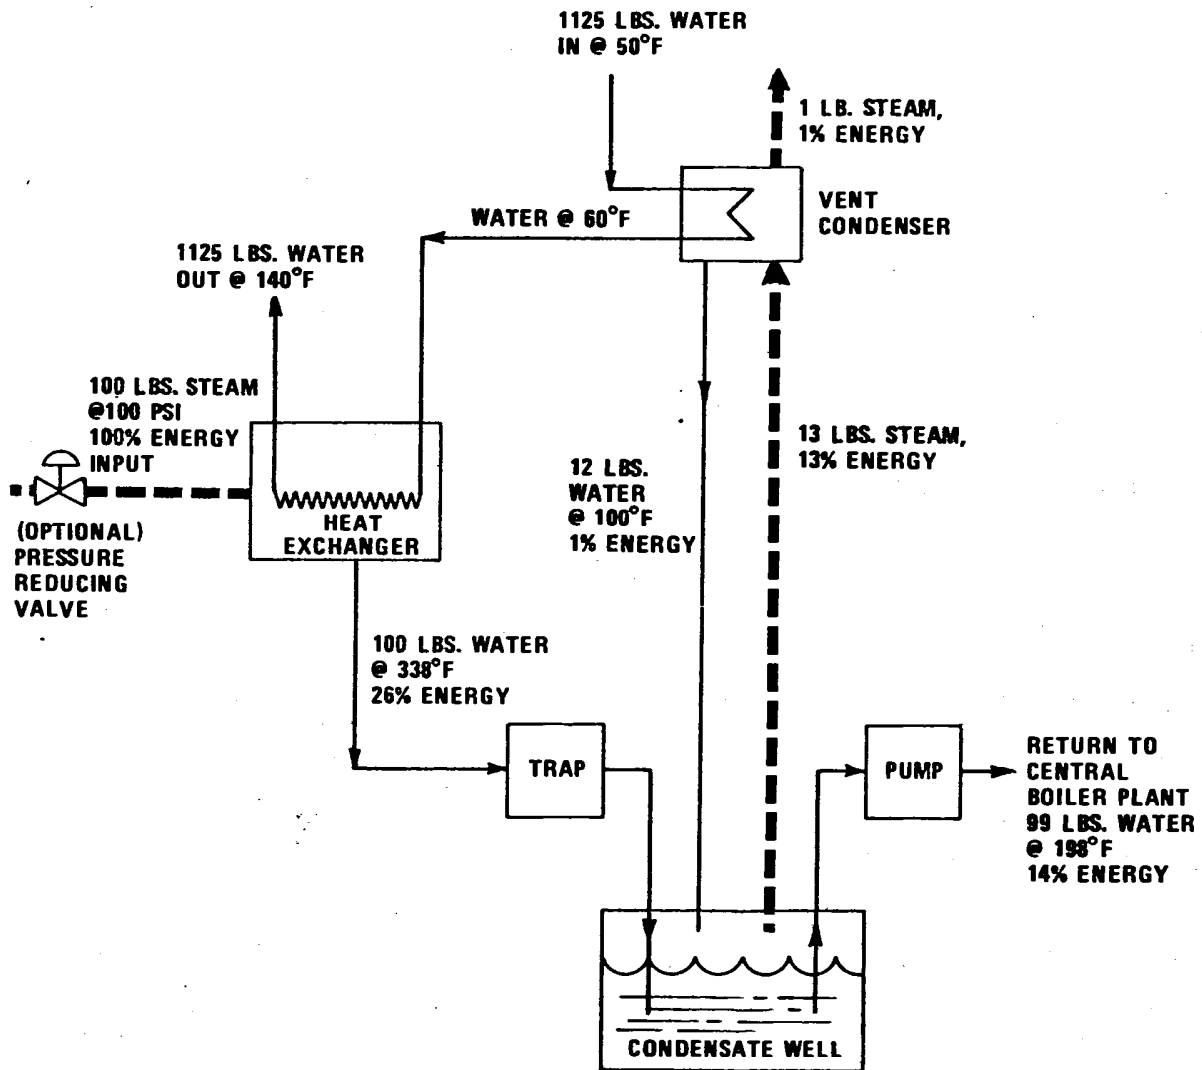 1125 LBS. WATER
IN @ 50°F
1 LB. STEAM,
1% ENERGY
VENT
CONDENSER
WATER @ 60°F
1125 LBS. WATER
OUT @ 140°F
100 LBS. STEAM
@100 PSI
100% ENERGY
INPUT
(OPTIONAL)
PRESSURE
REDUCING
VALVE
HEAT
EXCHANGER
12 LBS.
WATER
@ 100°F
1% ENERGY
13 LBS. STEAM,
13% ENERGY
100 LBS. WATER
@ 338°F
26% ENERGY
TRAP
PUMP
RETURN TO
CENTRAL
BOILER PLANT
99 LBS. WATER
@ 198°F
14% ENERGY
CONDENSATE WELL